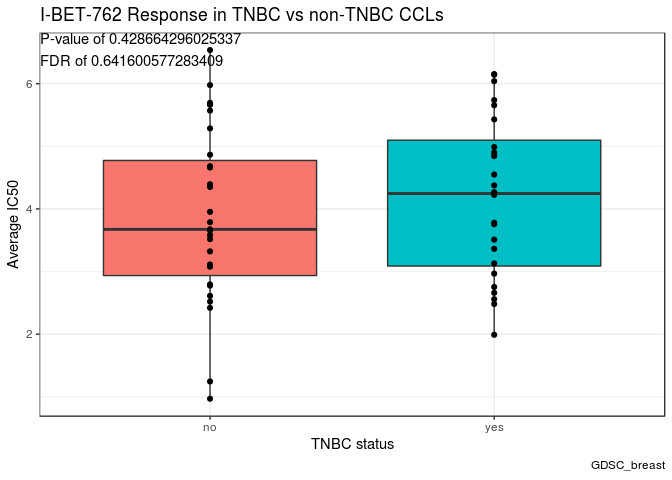 I-BET-762 Response in TNBC vs non-TNBC CCLs
P-value of 0.428664296025337
FDR of 0.641600577283409
6
4
2
Average IC50
no
yes
TNBC status
GDSC_breast